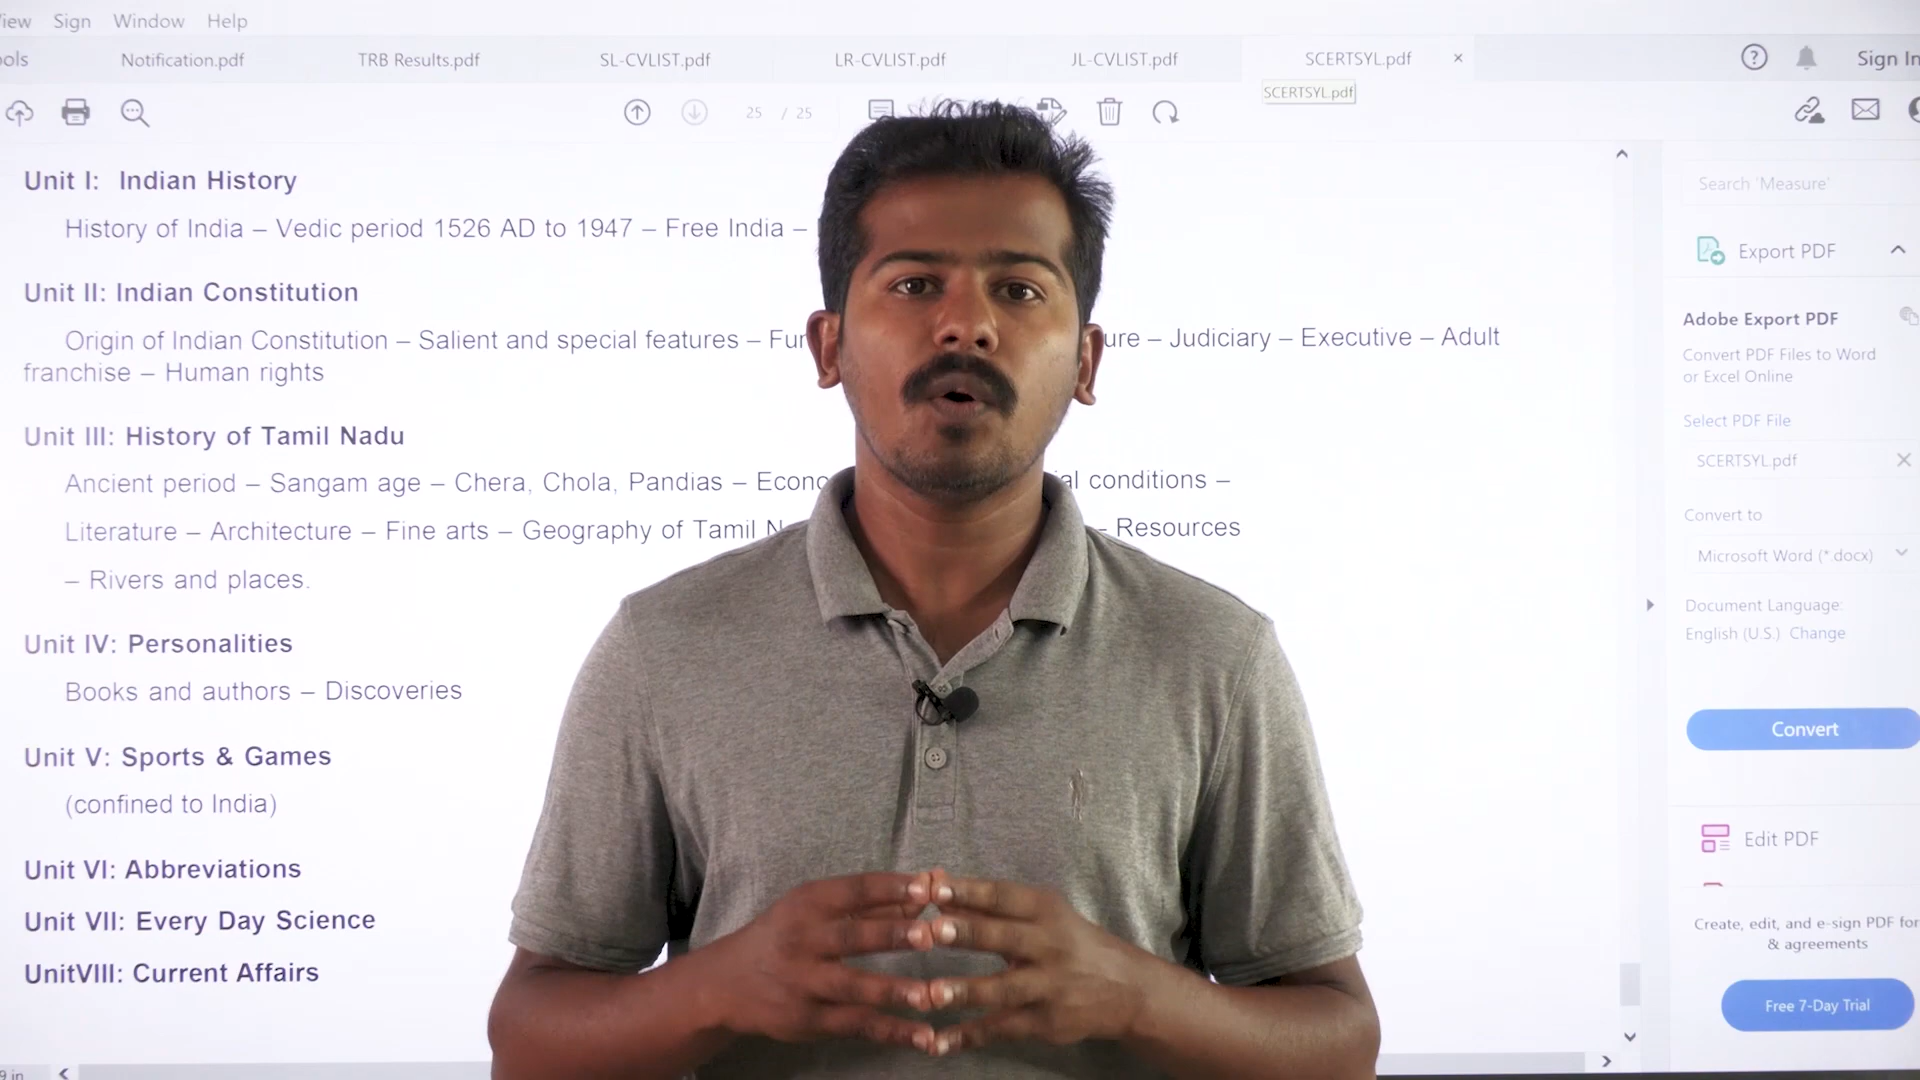 View Sign Window Help
Notification.pdf TRB Results.pdf SL-CVLIST.pdf LR-CVLIST.pdf JL-CVLIST.pdf SCERTSYL.pdf Sign In
SCERTSYL.pdf
25 / 25
Search 'Measure'
Unit I: Indian History
History of India – Vedic period 1526 AD to 1947 – Free India –
Unit II: Indian Constitution
Origin of Indian Constitution – Salient and special features – – Judiciary – Executive – Adult
franchise – Human rights
Unit III: History of Tamil Nadu
Ancient period – Sangam age – Chera, Chola, Pandias – conditions –
Literature – Architecture – Fine arts – Geography of Tamil – Resources
– Rivers and places.
Unit IV: Personalities
Books and authors – Discoveries
Unit V: Sports & Games
(confined to India)
Unit VI: Abbreviations
Unit VII: Every Day Science
UnitVIII: Current Affairs
Export PDF
Adobe Export PDF
Convert PDF Files to Word
or Excel Online
Select PDF File
SCERTSYL.pdf
Convert to
Microsoft Word (*.docx)
Document Language:
English (U.S.) Change
Convert
Edit PDF
Create, edit, and e-sign PDF
& agreements
Free 7-Day Trial